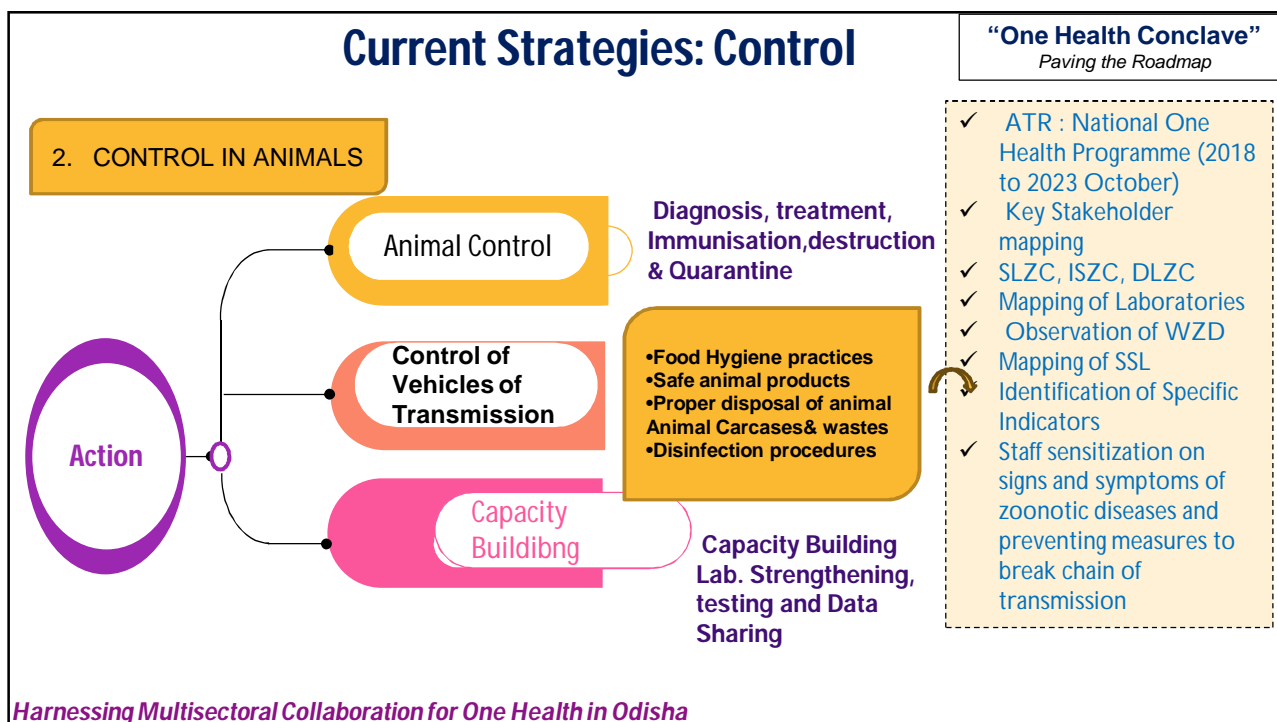 Current Strategies: Control
“One Health Conclave”
Paving the Roadmap
2. CONTROL IN ANIMALS
Action
Animal Control
Diagnosis, treatment,
Immunisation,destruction
& Quarantine
Control of
Vehicles of
Transmission
•Food Hygiene practices
•Safe animal products
•Proper disposal of animal
Animal Carcases& wastes
•Disinfection procedures
Capacity
Buildibng
Capacity Building
Lab. Strengthening,
testing and Data
Sharing
✓ ATR : National One
Health Programme (2018
to 2023 October)
✓ Key Stakeholder
mapping
✓ SLZC, ISZC, DLZC
✓ Mapping of Laboratories
✓ Observation of WZD
✓ Mapping of SSL
✓ Identification of Specific
Indicators
✓ Staff sensitization on
signs and symptoms of
zoonotic diseases and
preventing measures to
break chain of
transmission
Harnessing Multisectoral Collaboration for One Health in Odisha